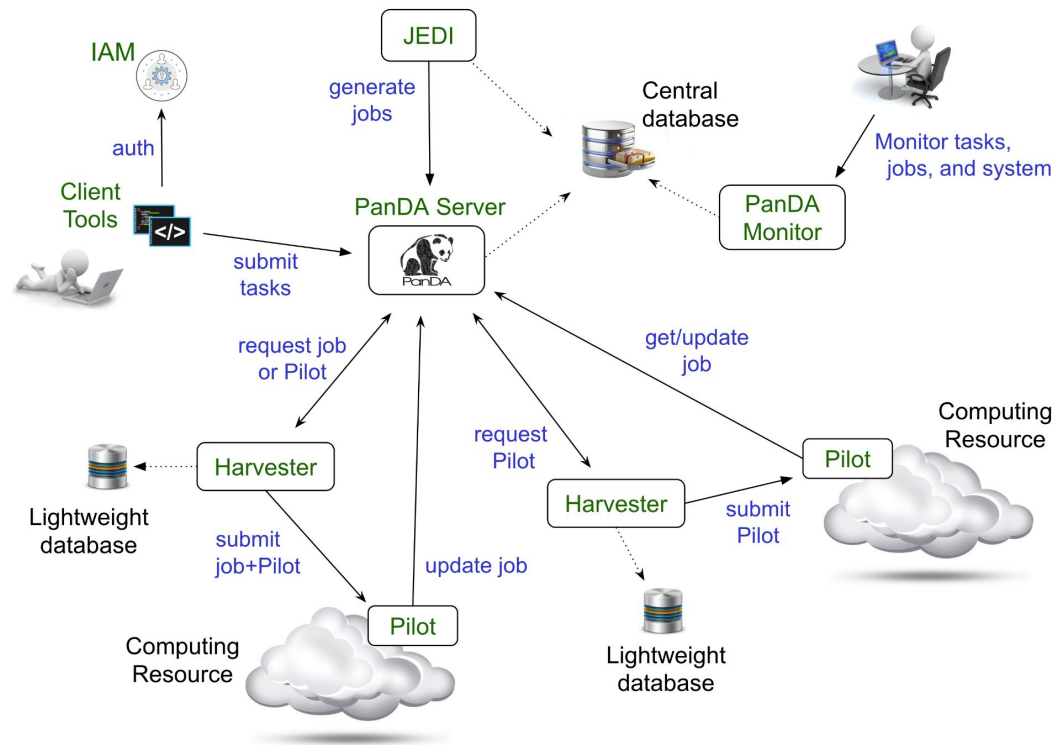 JEDI
IAM
generate
jobs
Central
database
auth
Monitor tasks,
jobs, and system
Client
Tools
</>
PanDA Server
PanDA
PanDA
Monitor
submit
tasks
request job
or Pilot
get/update
job
Computing
Resource
request
Pilot
Harvester
Pilot
Harvester
submit
Pilot
Lightweight
database
submit
job+Pilot
update job
Pilot
Computing
Resource
Lightweight
database